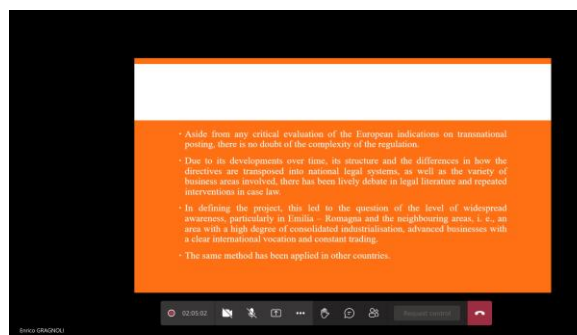 · Aside from any critical evaluation of the European indications on transnational
posting, there is no doubt of the complexity of the regulation.
· Due to its developments over time, its structure and the differences in how the
directives are transposed into national legal systems, as well as the variety of
business areas involved, there has been lively debate in legal literature and repeated
interventions in case law.
· In defining the project, this led to the question of the level of widespread
awareness, particularly in Emilia – Romagna and the neighbouring areas, i. e., an
area with a high degree of consolidated industrialisation, advanced businesses with
a clear international vocation and constant trading.
· The same method has been applied in other countries.
02:05:02
Request control
Enrico GRAGNOLI